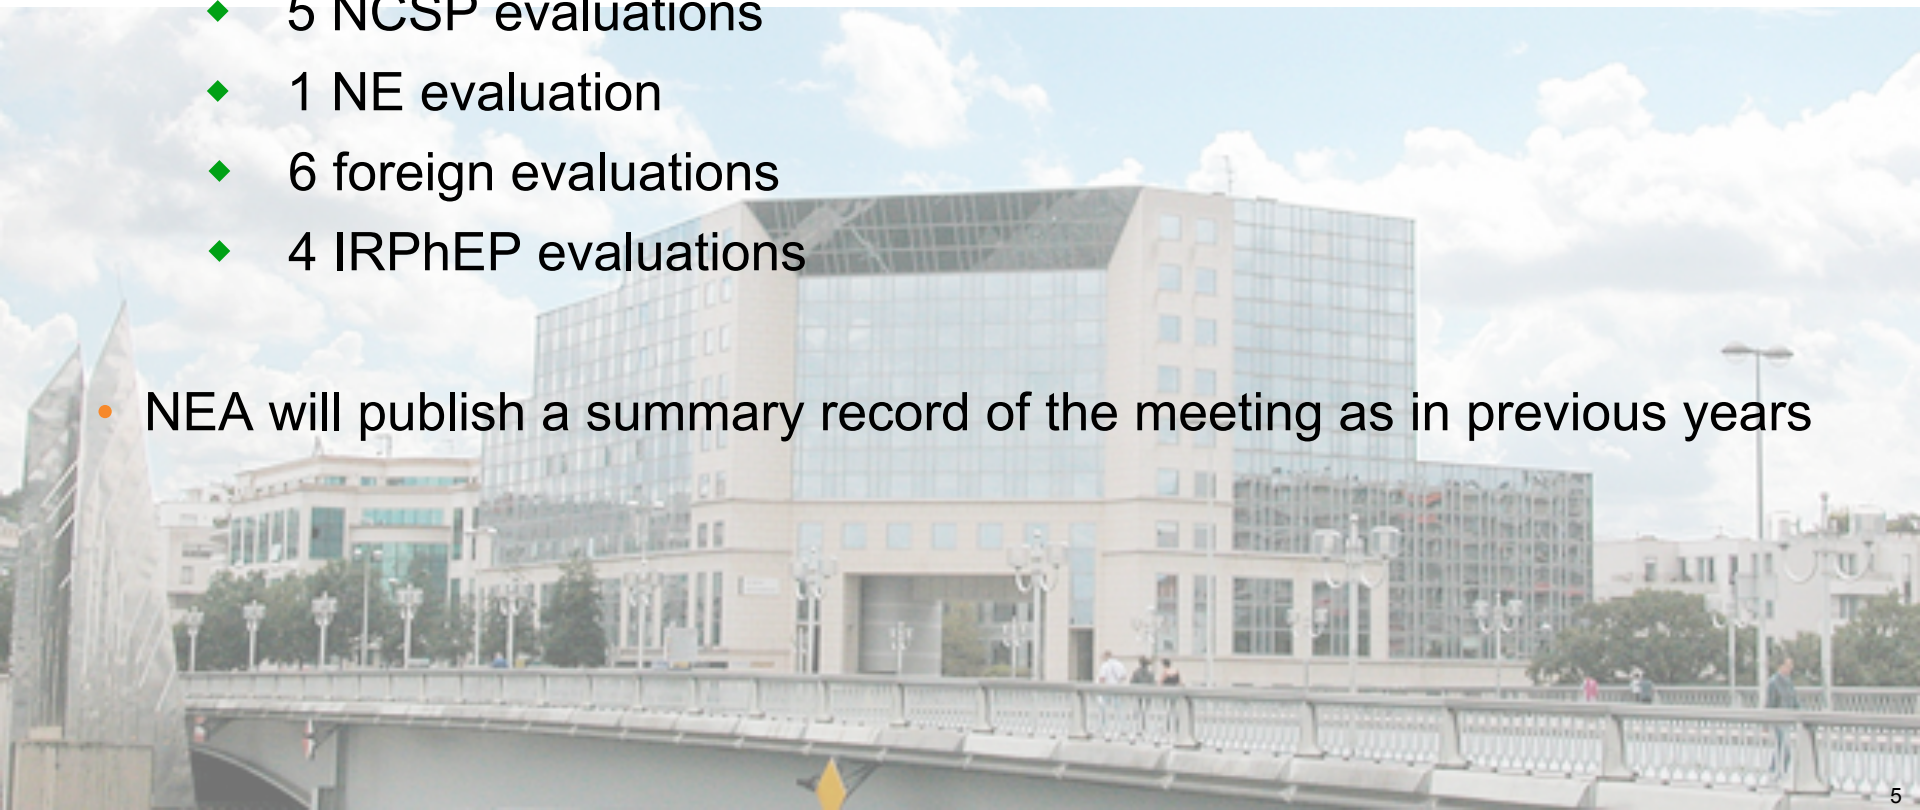 5 NCSP evaluations
1 NE evaluation
6 foreign evaluations
4 IRPhEP evaluations
NEA will publish a summary record of the meeting as in previous years
5